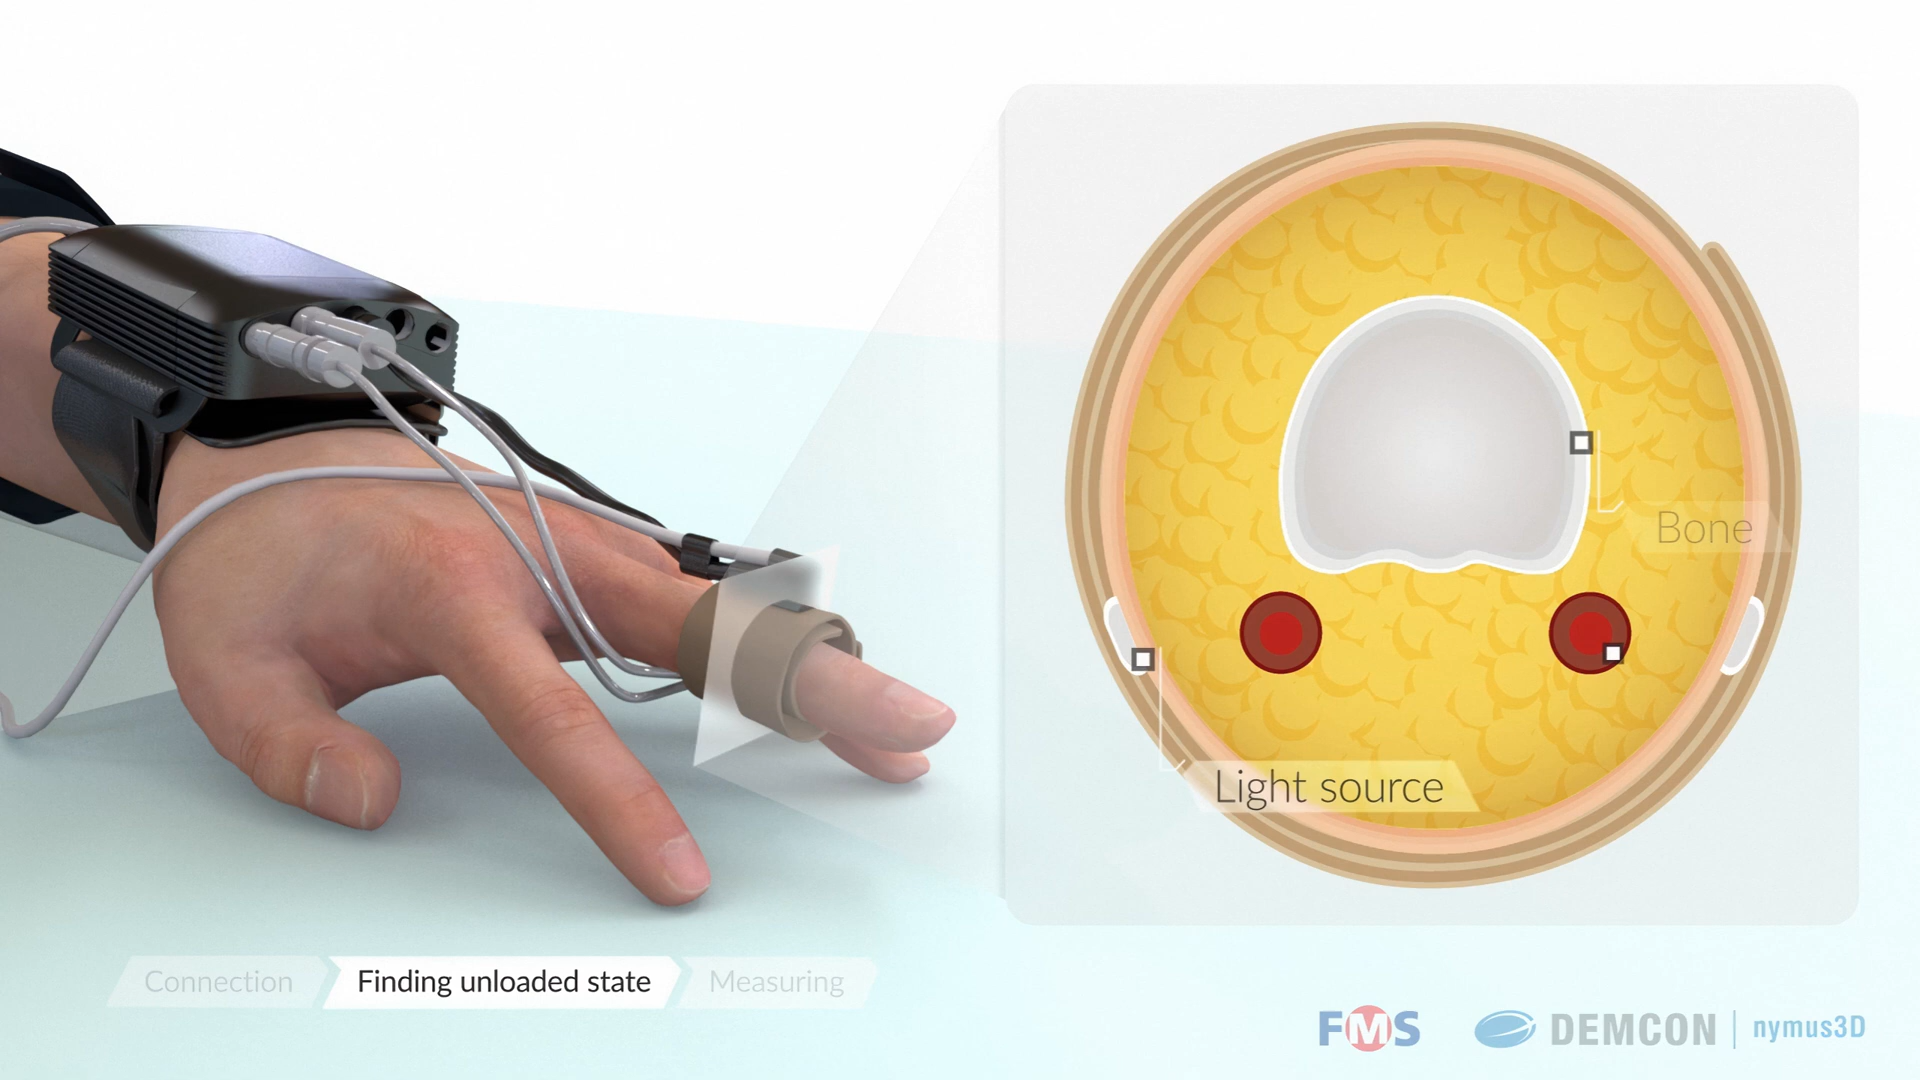 Bone
Light source
Connection
Finding unloaded state
Measuring
FMS
DEMCON
nymus3D